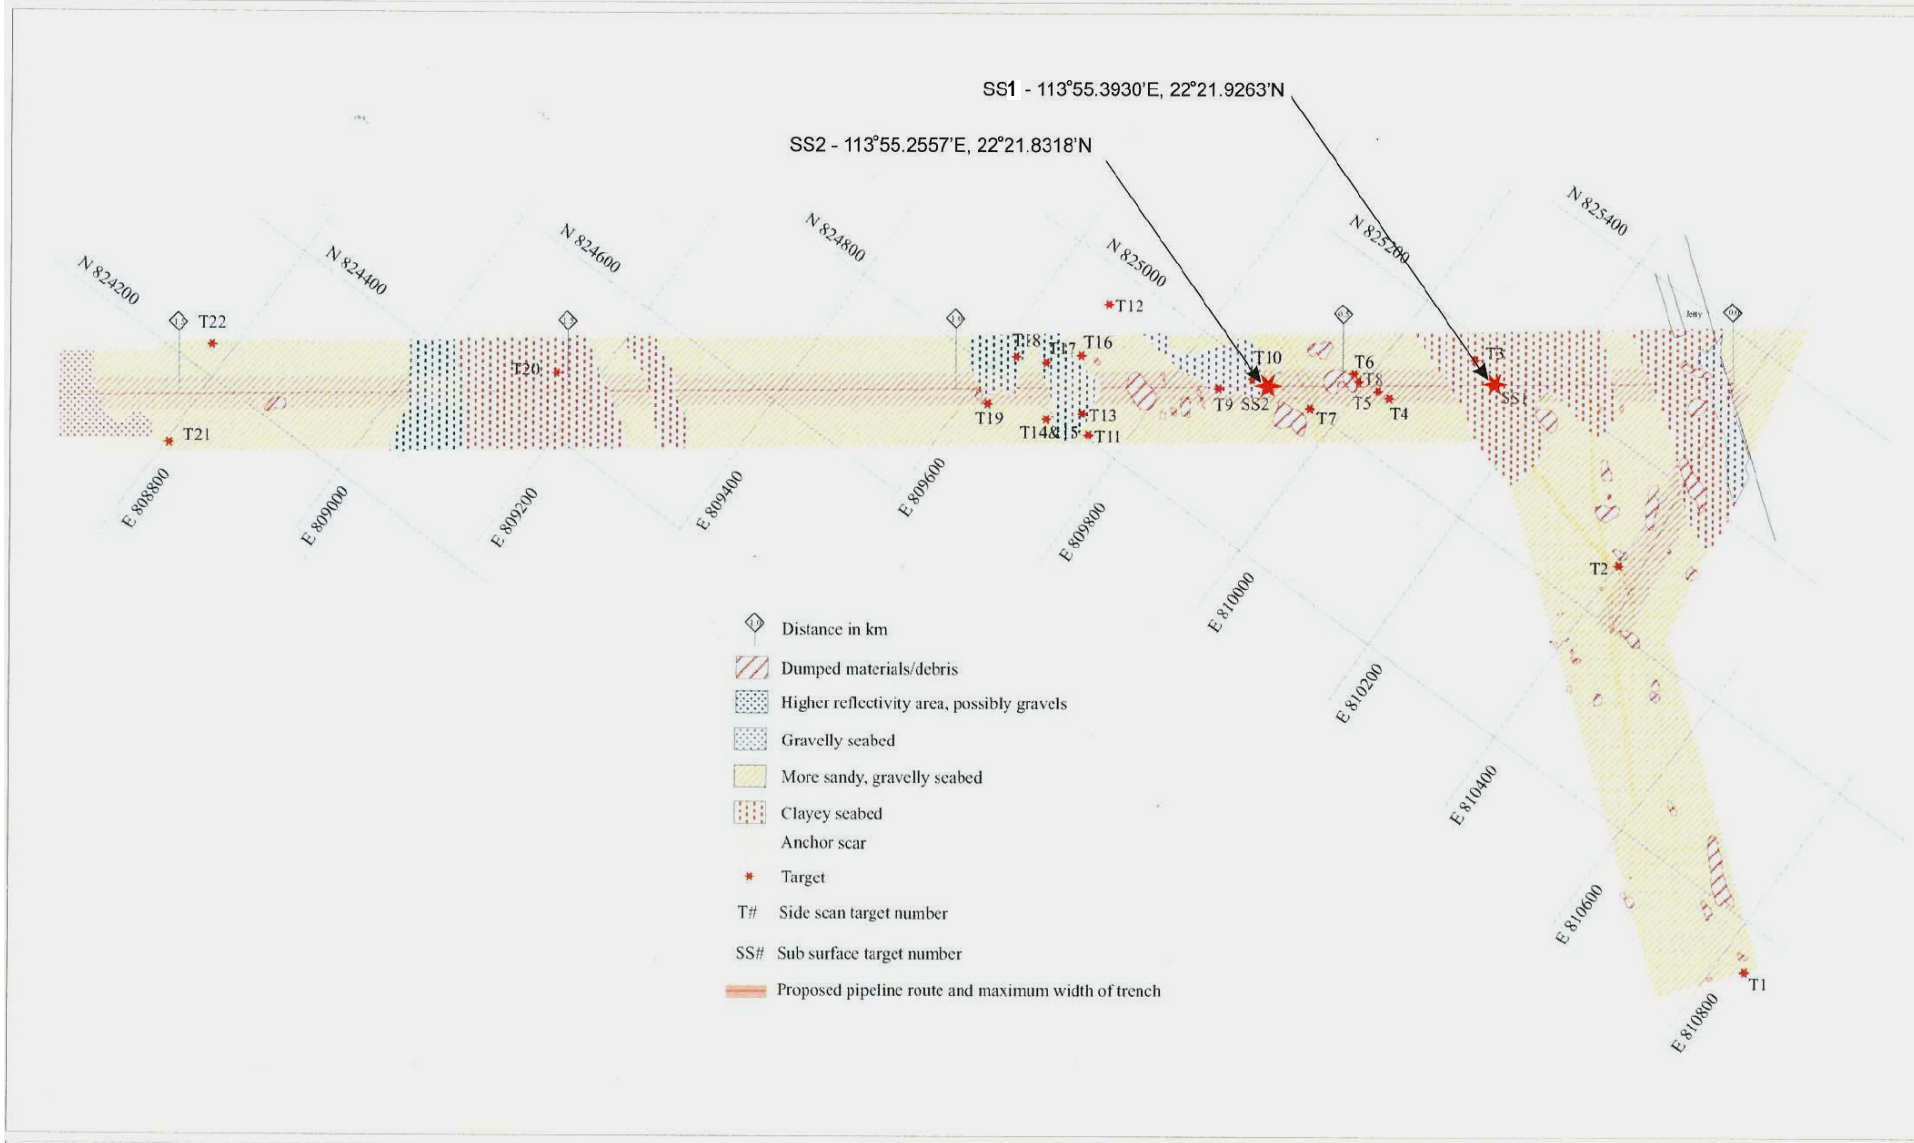 SS1 - 113°55.3930'E, 22°21.9263'N
SS2 - 113°55.2557'E, 22°21.8318'N
N 824200
N 824400
N 824600
N 824800
N 825000
N 825200
N 825400
Jetty
0.5
0.0
T22
T21
T20
T18
T17
T16
T12
T19
T14&15
T13
T11
T10
T9
SS2
T7
T6
T8
T5
T4
T3
SS1
T2
T1
E 808800
E 809000
E 809200
E 809400
E 809600
E 809800
E 810000
E 810200
E 810400
E 810600
E 810800
Distance in km
Dumped materials/debris
Higher reflectivity area, possibly gravels
Gravelly seabed
More sandy, gravelly seabed
Clayey seabed
Anchor scar
Target
T# Side scan target number
SS# Sub surface target number
Proposed pipeline route and maximum width of trench